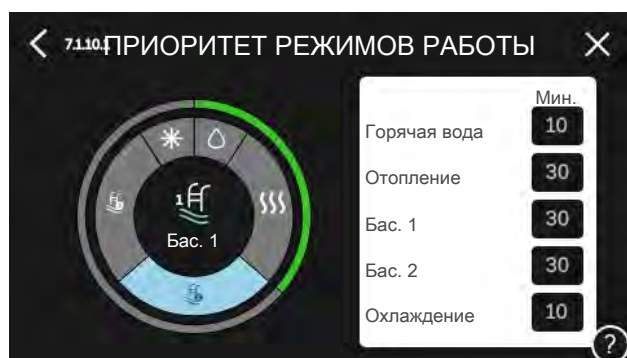 7.1.10.1 ПРИОРИТЕТ РЕЖИМОВ РАБОТЫ
Мин.
Горячая вода 10
Отопление 30
Бас. 1 30
Бас. 2 30
Охлаждение 10
1
Бас. 1
?